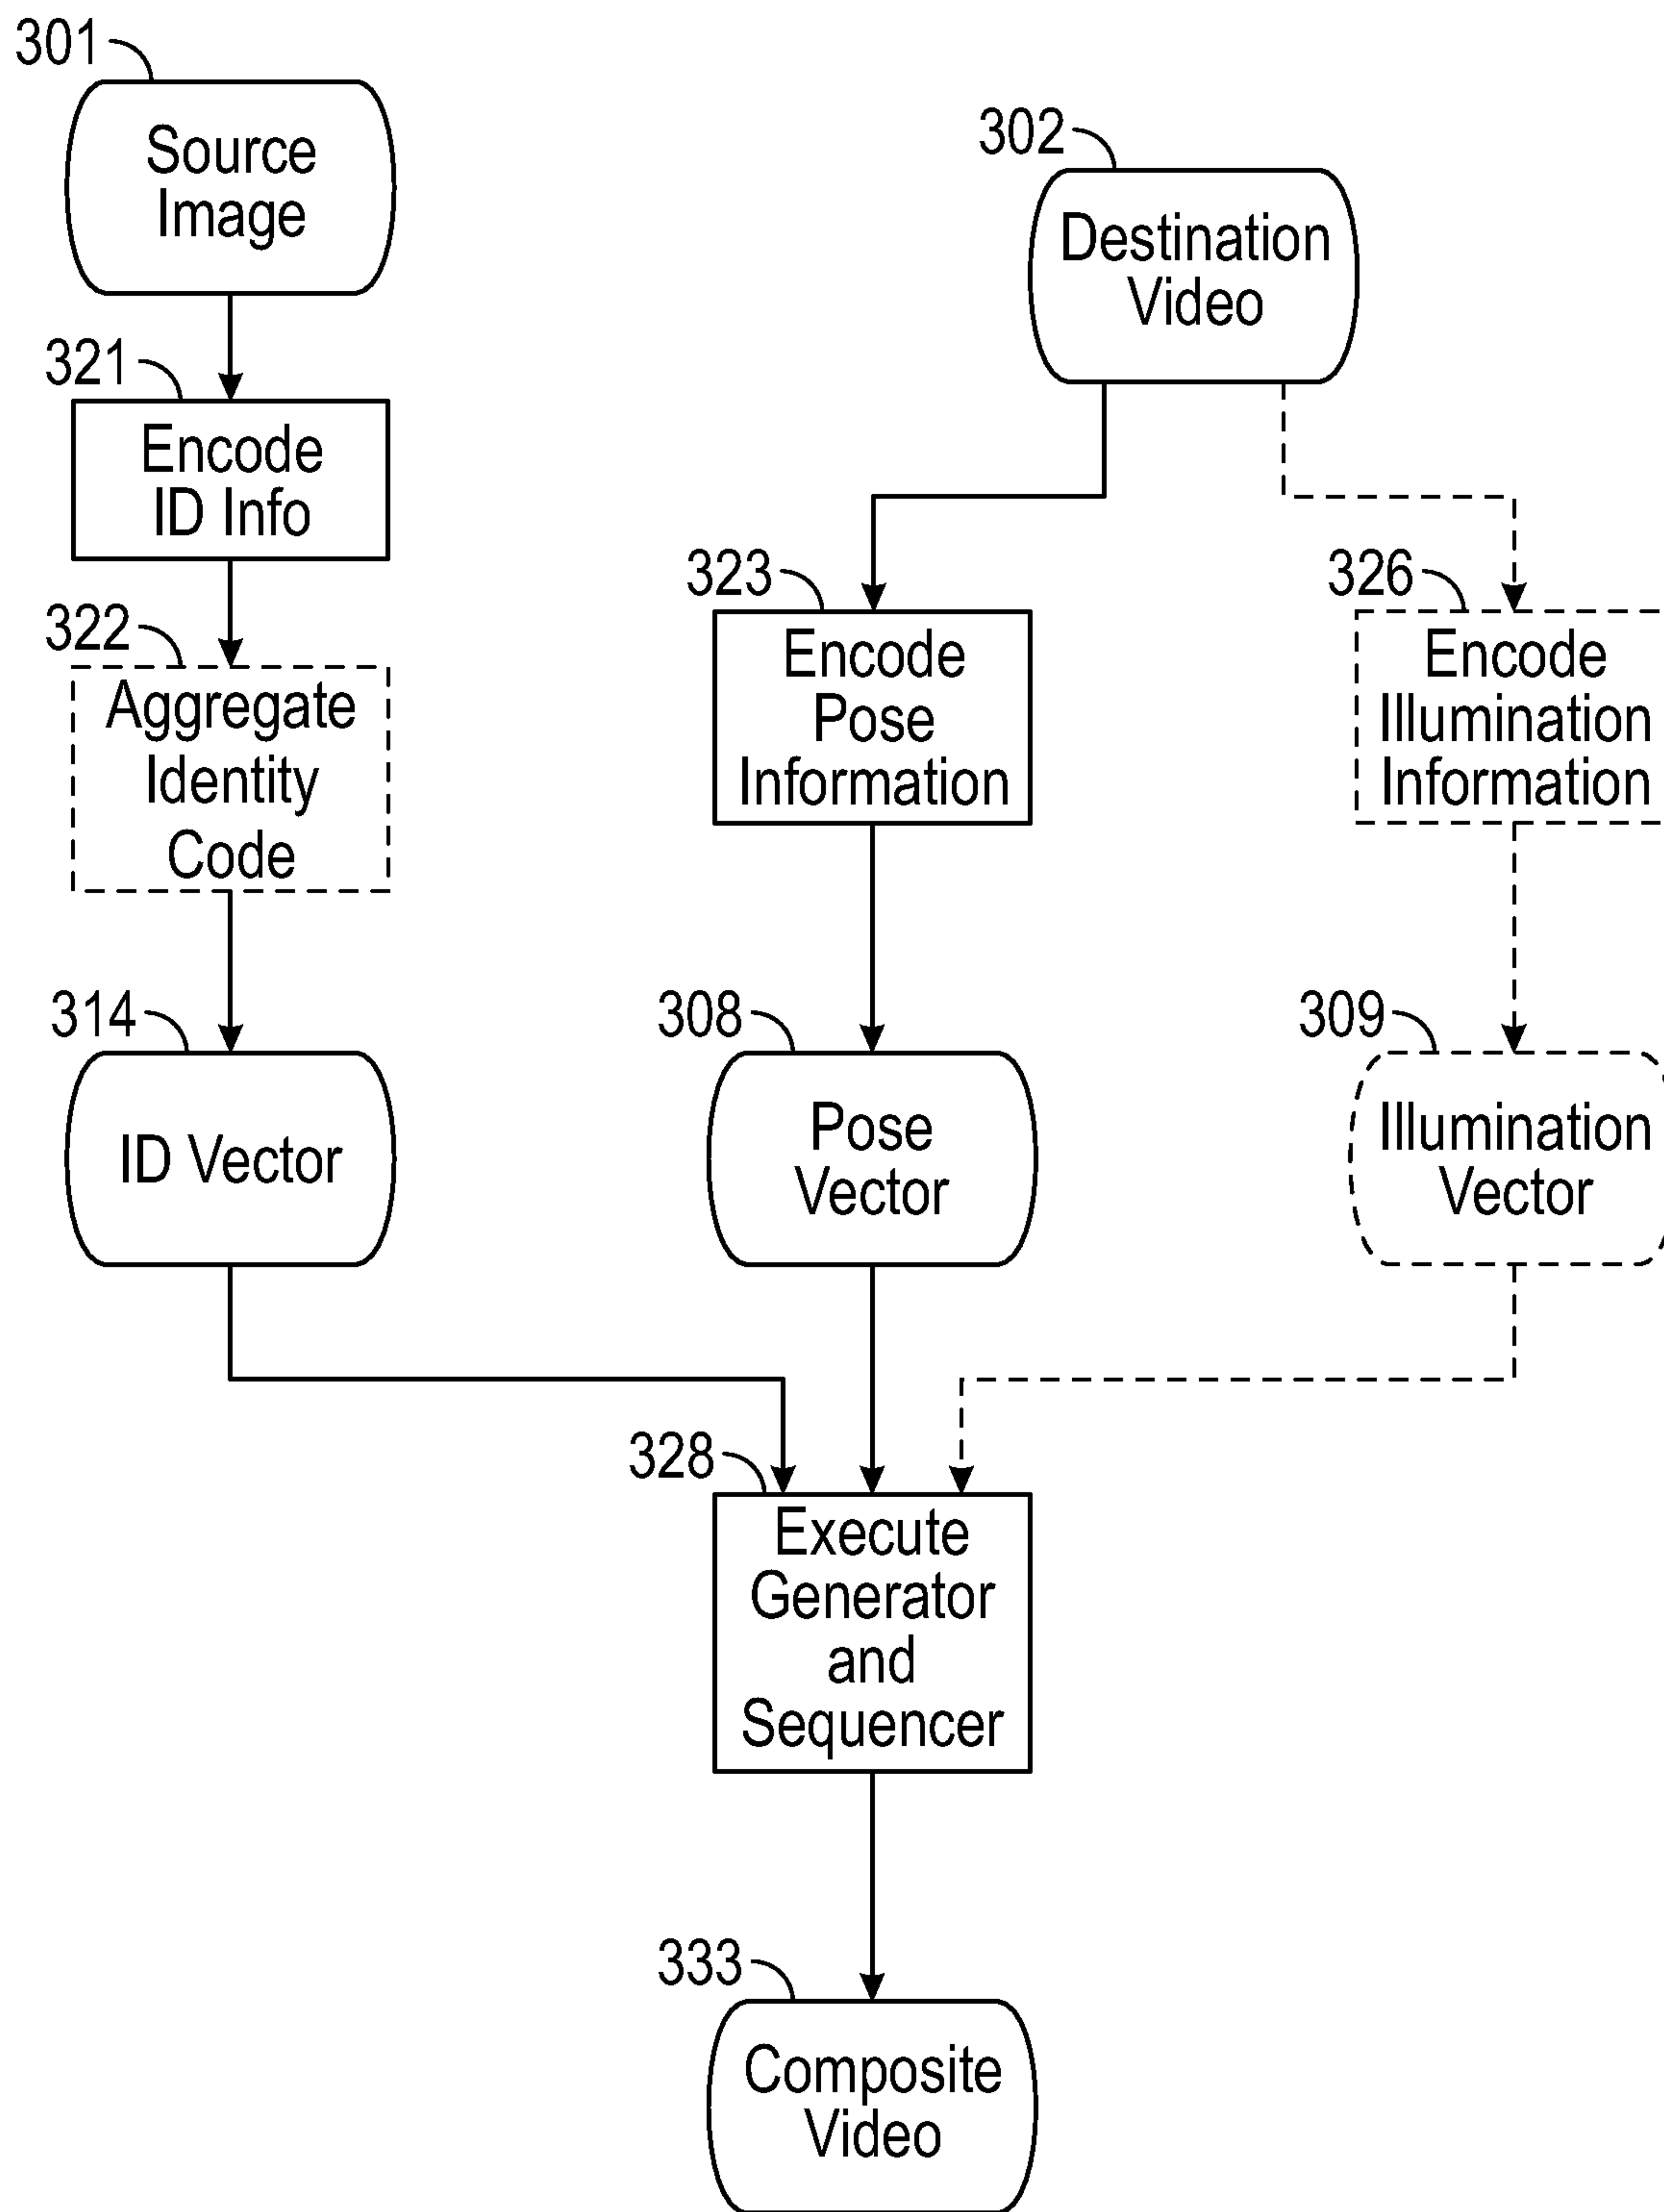 301
Source
Image
302
Destination
Video
321
Encode
ID Info
322
Aggregate
Identity
Code
323
Encode
Pose
Information
326
Encode
Illumination
Information
314
ID Vector
308
Pose
Vector
309
Illumination
Vector
328
Execute
Generator
and
Sequencer
333
Composite
Video